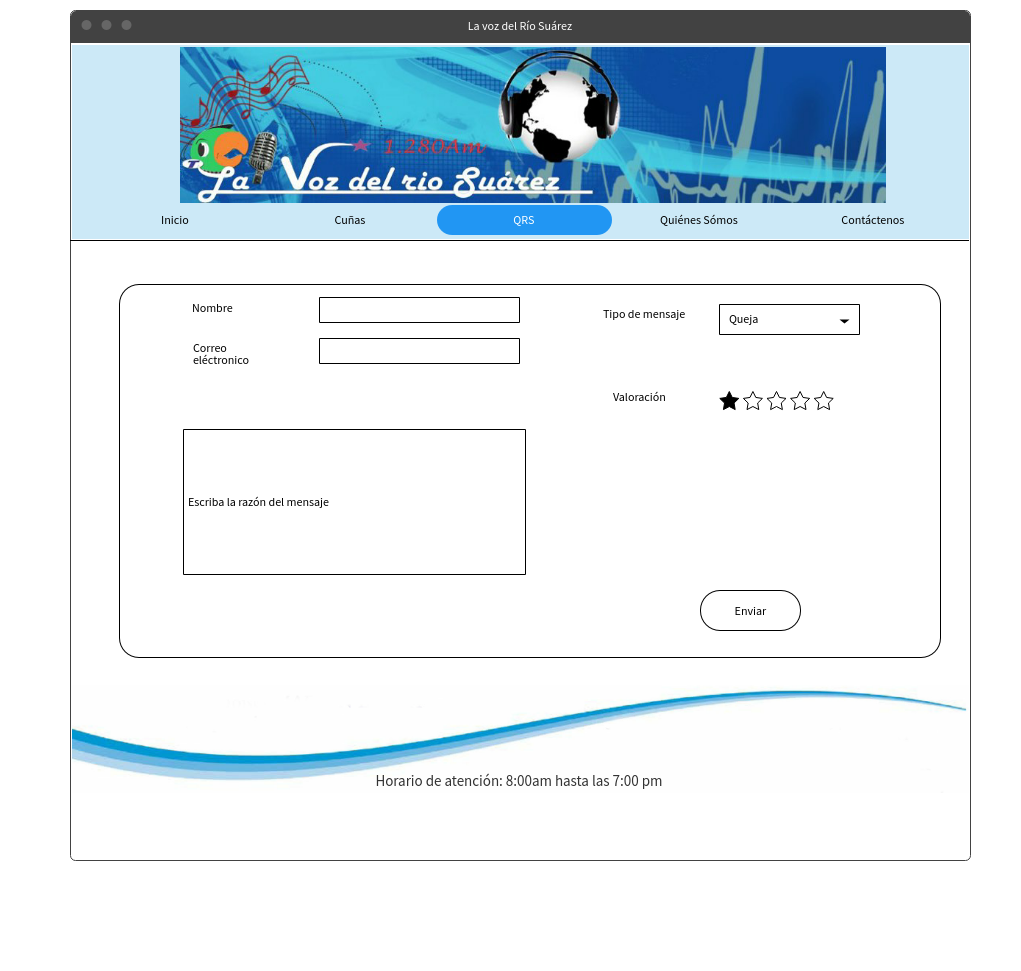 La voz del Río Suárez
1.280Am
La Voz del rio Suárez
Inicio
Cuñas
QRS
Quiénes Sómos
Contáctenos
Nombre
Tipo de mensaje
Queja
Correo
eléctronico
Valoración
Escriba la razón del mensaje
Enviar
Horario de atención: 8:00am hasta las 7:00 pm